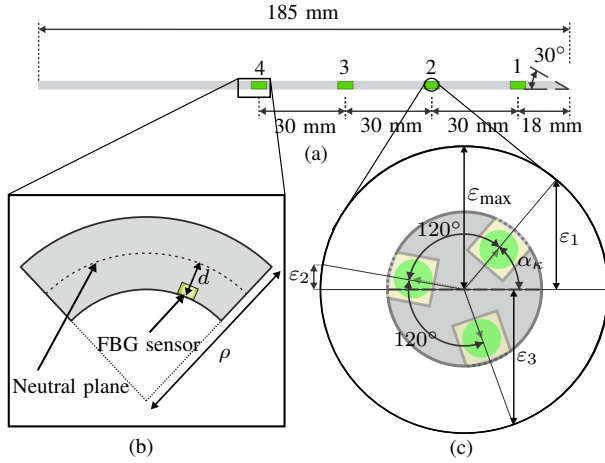 185 mm
30°
4 3 2 1
30 mm 30 mm 30 mm 18 mm
(a)
d
FBG sensor
ρ
Neutral plane
(b)
ε_max
ε_1
120°
α_κ
ε_2
120°
ε_3
(c)